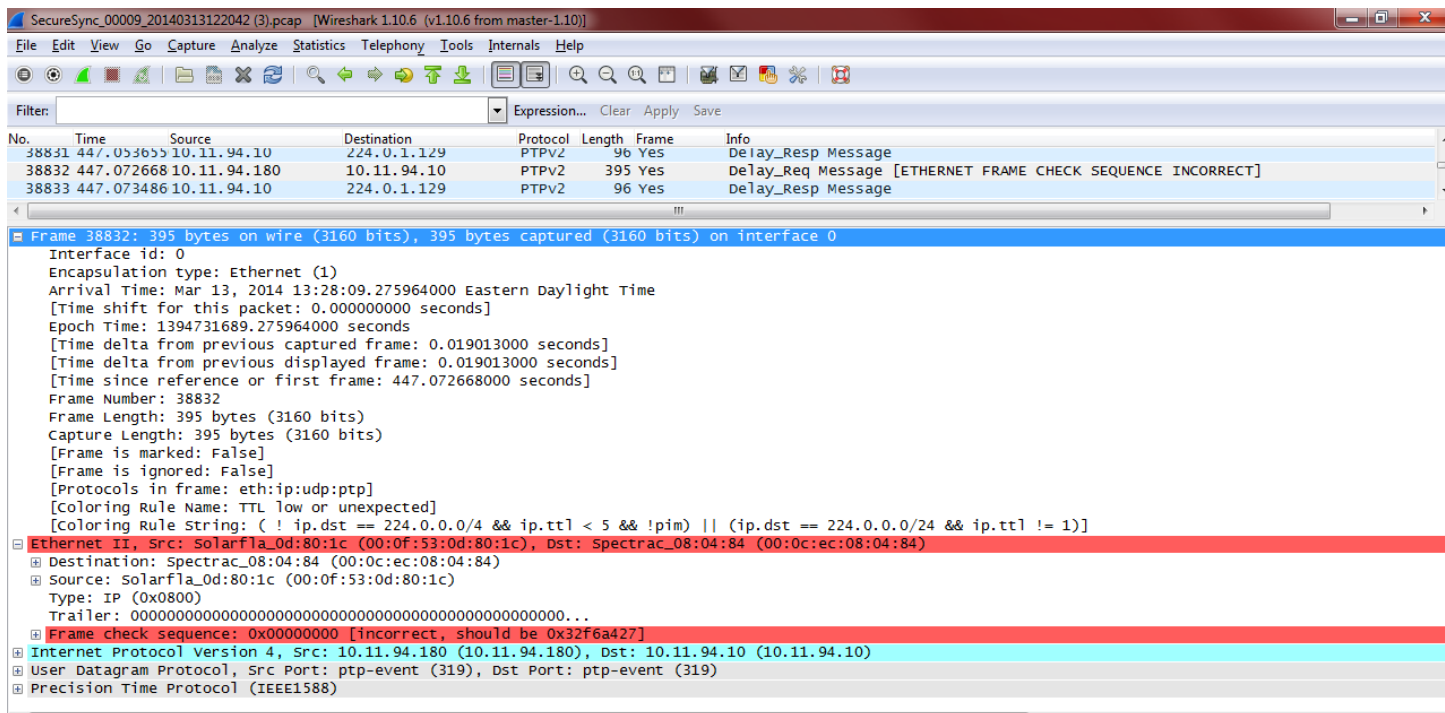 SecureSync_00009_20140313122042 (3).pcap [Wireshark 1.10.6 (v1.10.6 from master-1.10)]
File Edit View Go Capture Analyze Statistics Telephony Tools Internals Help
Filter: Expression... Clear Apply Save
No. Time Source Destination Protocol Length Frame Info
38831 447.053655 10.11.94.10 224.0.1.129 PTPv2 96 Yes Delay_Resp Message
38832 447.072668 10.11.94.180 10.11.94.10 PTPv2 395 Yes Delay_Req Message [ETHERNET FRAME CHECK SEQUENCE INCORRECT]
38833 447.073486 10.11.94.10 224.0.1.129 PTPv2 96 Yes Delay_Resp Message
Frame 38832: 395 bytes on wire (3160 bits), 395 bytes captured (3160 bits) on interface 0
Interface id: 0
Encapsulation type: Ethernet (1)
Arrival Time: Mar 13, 2014 13:28:09.275964000 Eastern Daylight Time
[Time shift for this packet: 0.000000000 seconds]
Epoch Time: 1394731689.275964000 seconds
[Time delta from previous captured frame: 0.019013000 seconds]
[Time delta from previous displayed frame: 0.019013000 seconds]
[Time since reference or first frame: 447.072668000 seconds]
Frame Number: 38832
Frame Length: 395 bytes (3160 bits)
Capture Length: 395 bytes (3160 bits)
[Frame is marked: False]
[Frame is ignored: False]
[Protocols in frame: eth:ip:udp:ptp]
[Coloring Rule Name: TTL low or unexpected]
[Coloring Rule String: ( ! ip.dst == 224.0.0.0/4 && ip.ttl < 5 && !pim) || (ip.dst == 224.0.0.0/24 && ip.ttl != 1)]
Ethernet II, Src: Solarfla_0d:80:1c (00:0f:53:0d:80:1c), Dst: Spectrac_08:04:84 (00:0c:ec:08:04:84)
Destination: Spectrac_08:04:84 (00:0c:ec:08:04:84)
Source: Solarfla_0d:80:1c (00:0f:53:0d:80:1c)
Type: IP (0x0800)
Trailer: 000000000000000000000000000000000000000000000000...
Frame check sequence: 0x00000000 [incorrect, should be 0x32f6a427]
Internet Protocol Version 4, Src: 10.11.94.180 (10.11.94.180), Dst: 10.11.94.10 (10.11.94.10)
User Datagram Protocol, Src Port: ptp-event (319), Dst Port: ptp-event (319)
Precision Time Protocol (IEEE1588)